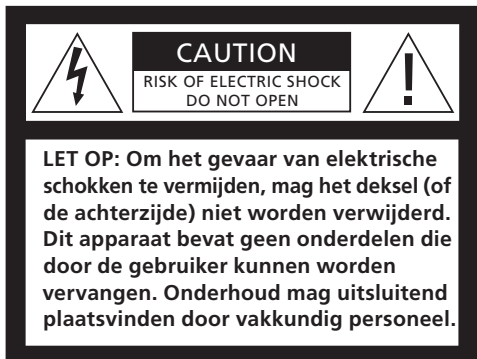 CAUTION
RISK OF ELECTRIC SHOCK
DO NOT OPEN
!
LET OP: Om het gevaar van elektrische
schokken te vermijden, mag het deksel (of
de achterzijde) niet worden verwijderd.
Dit apparaat bevat geen onderdelen die
door de gebruiker kunnen worden
vervangen. Onderhoud mag uitsluitend
plaatsvinden door vakkundig personeel.